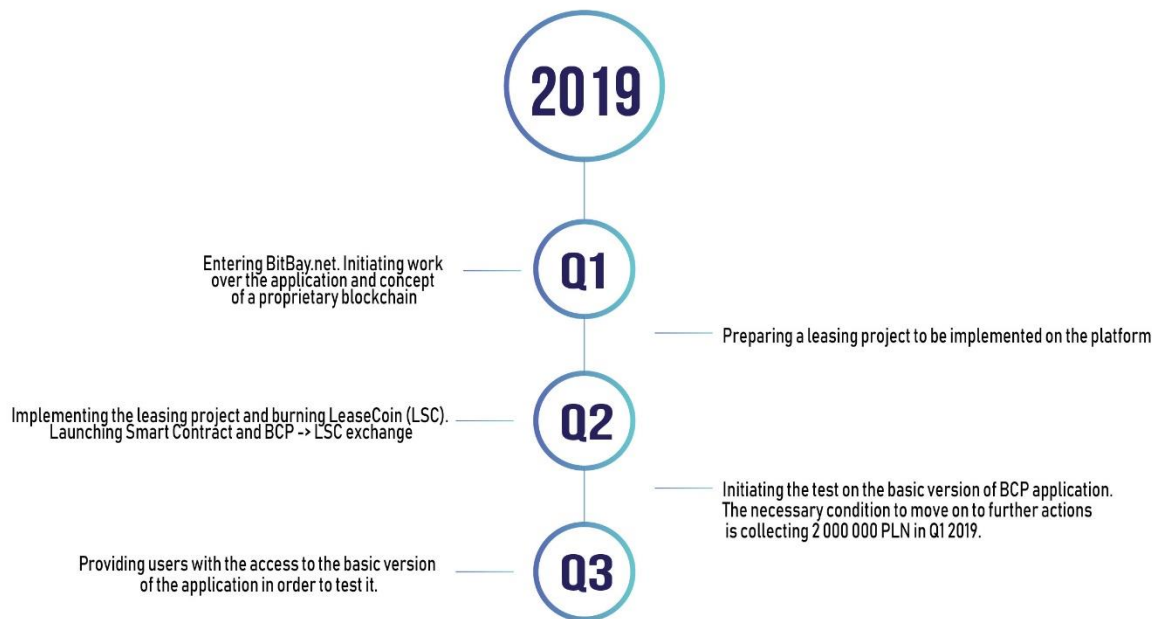 2019
Q1
Entering BitBay.net. Initiating work
over the application and concept
of a proprietary blockchain
Preparing a leasing project to be implemented on the platform
Q2
Implementing the leasing project and burning LeaseCoin (LSC).
Launching Smart Contract and BCP -> LSC exchange
Initiating the test on the basic version of BCP application.
The necessary condition to move on to further actions
is collecting 2 000 000 PLN in Q1 2019.
Q3
Providing users with the access to the basic version
of the application in order to test it.